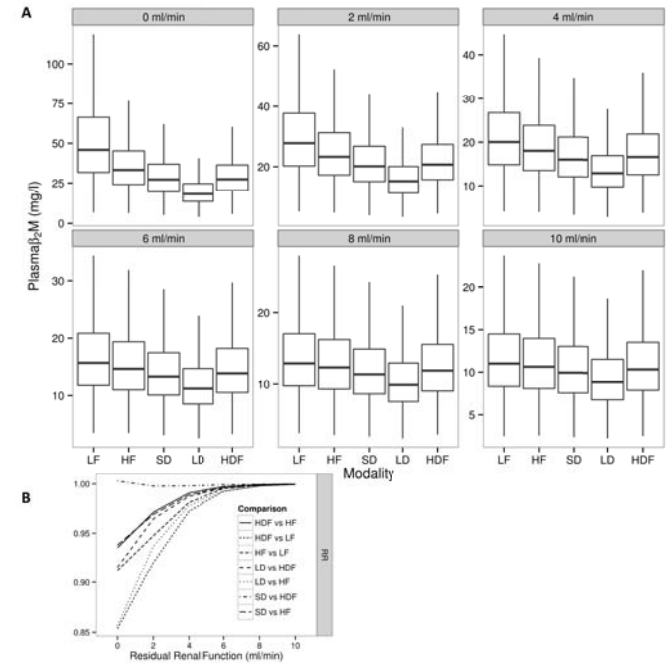 A
0 ml/min
2 ml/min
4 ml/min
100
75
50
25
0
60
40
20
40
30
20
10
Plasmaβ₂M (mg/l)
6 ml/min
8 ml/min
10 ml/min
30
20
10
20
10
20
15
10
5
LF HF SD LD HDF
LF HF SD LD HDF
LF HF SD LD HDF
Modality
B
1.00
0.95
0.90
0.85
Comparison
HDF vs HF
HDF vs LF
HF vs LF
LD vs HDF
LD vs HF
SD vs HDF
SD vs HF
RR
0 2 4 6 8 10
Residual Renal Function (ml/min)